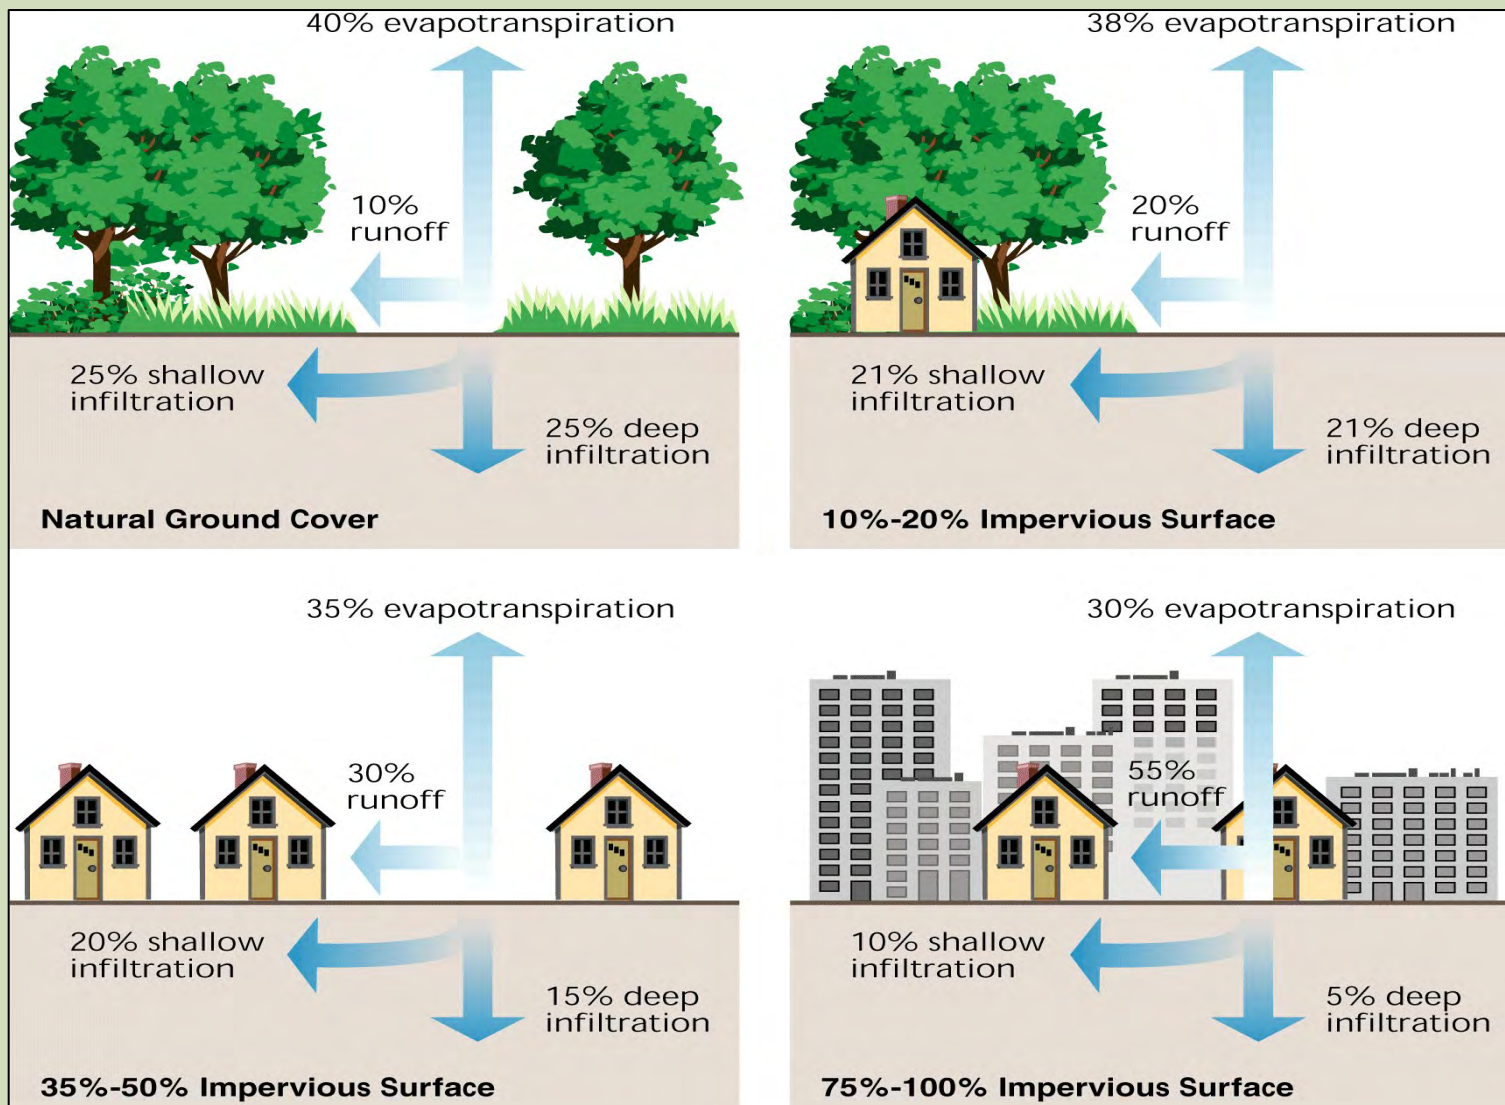 40% evapotranspiration
10%
runoff
25% shallow
infiltration
25% deep
infiltration
Natural Ground Cover
38% evapotranspiration
20%
runoff
21% shallow
infiltration
21% deep
infiltration
10%-20% Impervious Surface
35% evapotranspiration
30%
runoff
20% shallow
infiltration
15% deep
infiltration
35%-50% Impervious Surface
30% evapotranspiration
55%
runoff
10% shallow
infiltration
5% deep
infiltration
75%-100% Impervious Surface